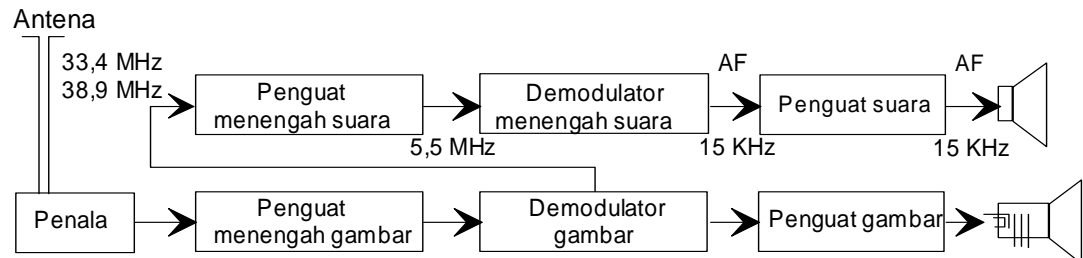 Antena
33,4 MHz
38,9 MHz
Penguat
menengah suara
5,5 MHz
Demodulator
menengah suara
AF
15 KHz
Penguat suara
AF
15 KHz
Penala
Penguat
menengah gambar
Demodulator
gambar
Penguat gambar